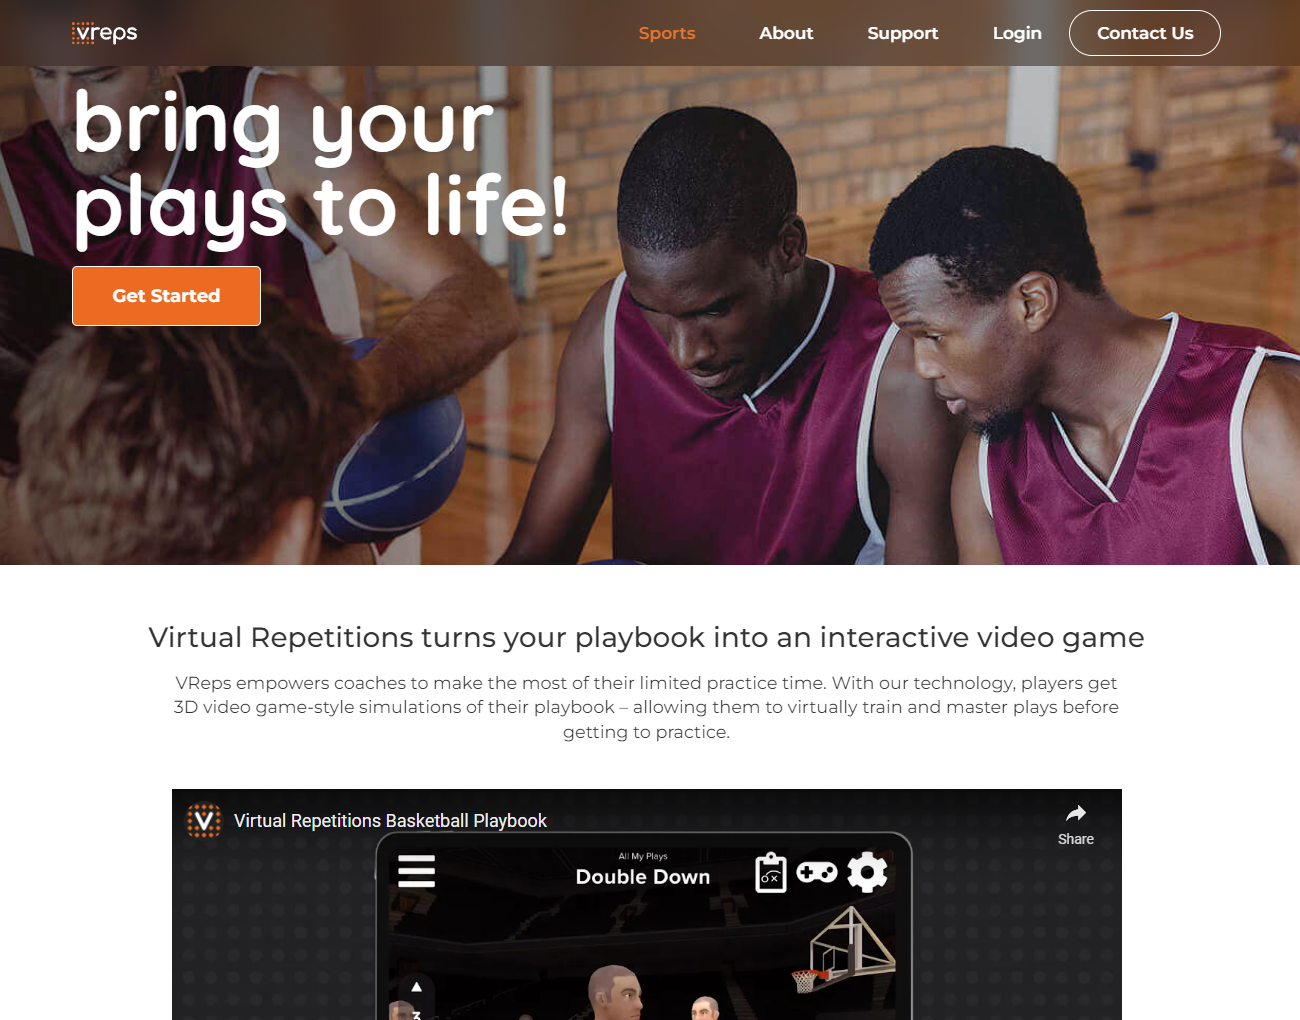 vreps
Sports
About
Support
Login
Contact Us
bring your
plays to life!
Get Started
Virtual Repetitions turns your playbook into an interactive video game
VReps empowers coaches to make the most of their limited practice time. With our technology, players get
3D video game-style simulations of their playbook – allowing them to virtually train and master plays before
getting to practice.
V
Virtual Repetitions Basketball Playbook
Share
All My Plays
Double Down
3